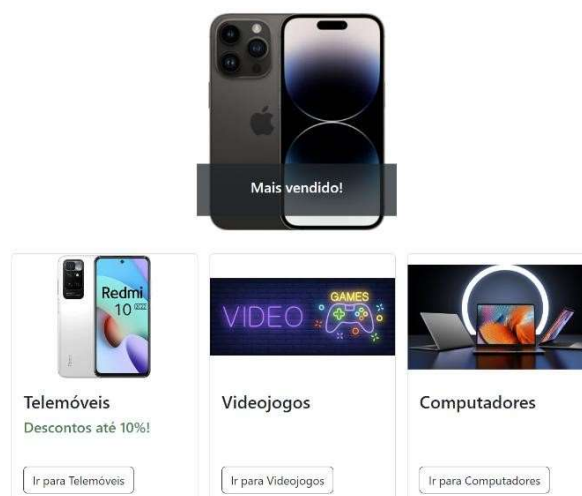 Mais vendido!
Redmi
10 2022
VIDEO
GAMES
Telemóveis
Descontos até 10%!
Ir para Telemóveis
Videojogos
Ir para Videojogos
Computadores
Ir para Computadores